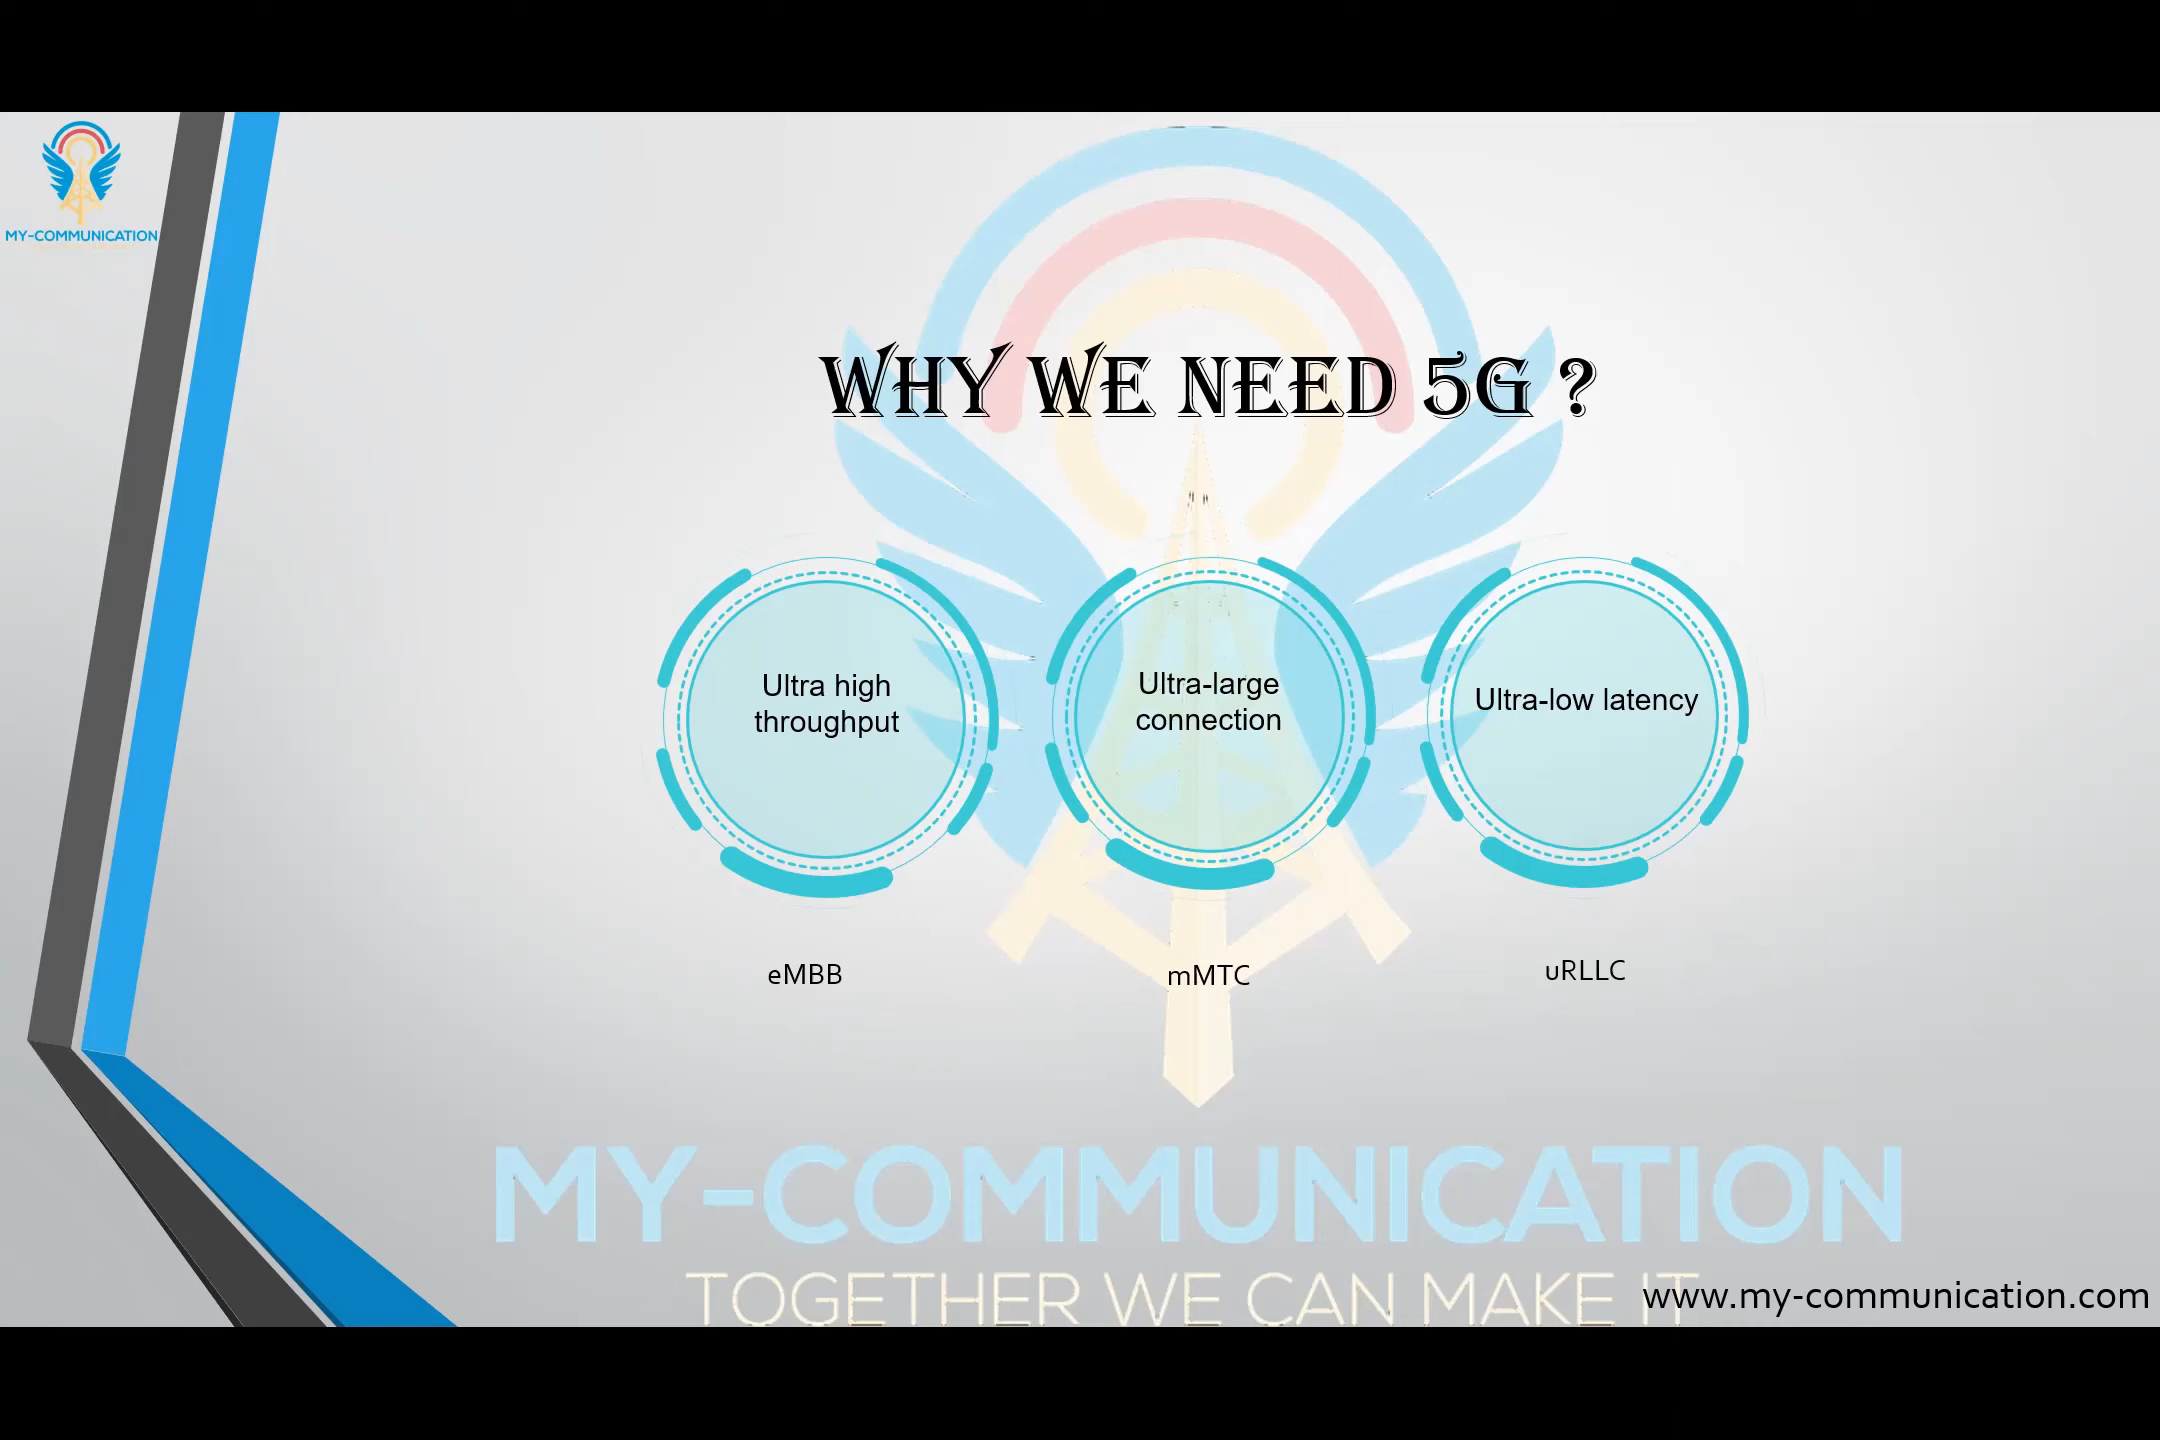 MY-COMMUNICATION
WHY WE NEED 5G ?
Ultra high
throughput
Ultra-large
connection
Ultra-low latency
eMBB
mMTC
uRLLC
MY-COMMUNICATION
TOGETHER WE CAN MAKE IT
www.my-communication.com